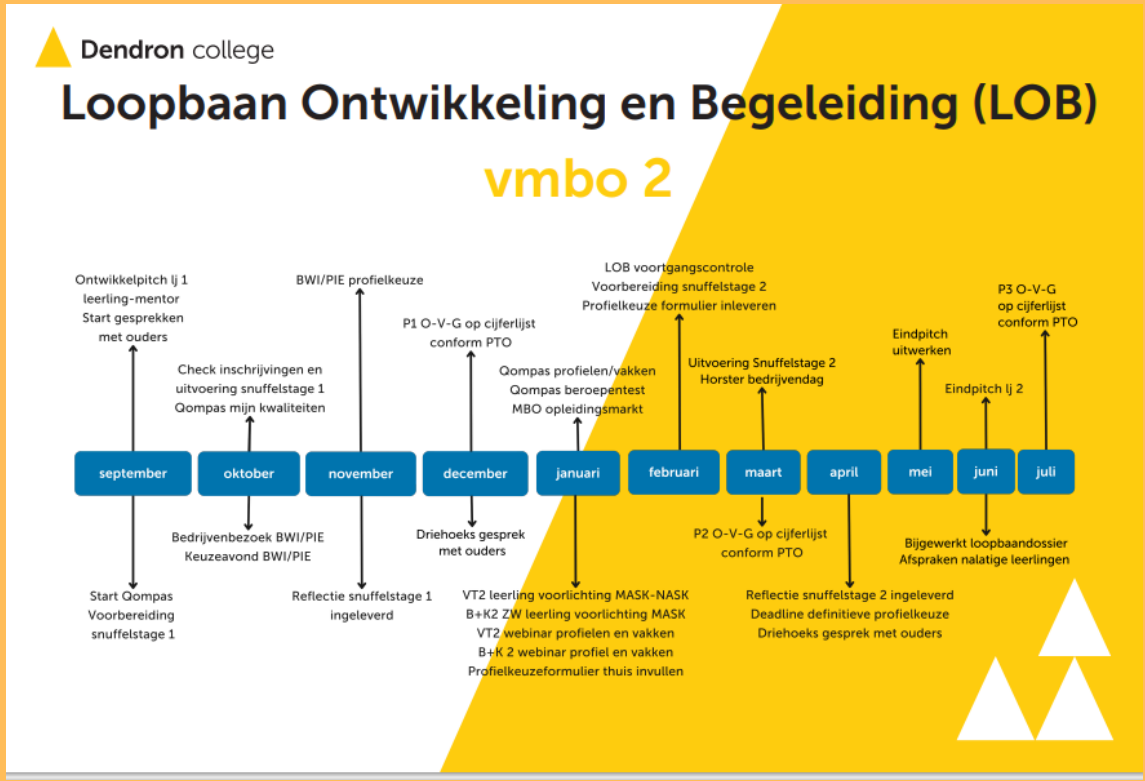 Dendron college
Loopbaan Ontwikkeling en Begeleiding (LOB)
vmbo 2
Ontwikkelpitch lj 1
leerling-mentor
Start gesprekken
met ouders
Check inschrijvingen en
uitvoering snuffelstage 1
Qompas mijn kwaliteiten
BWI/PIE profielkeuze
P1 O-V-G op cijferlijst
conform PTO
Qompas profielen/vakken
Qompas beroepentest
MBO opleidingsmarkt
LOB voortgangscontrole
Voorbereiding snuffelstage 2
Profielkeuze formulier inleveren
Uitvoering Snuffelstage 2
Horster bedrijvendag
Eindpitch
uitwerken
Eindpitch lj 2
P3 O-V-G
op cijferlijst
conform PTO
september
oktober
november
december
januari
februari
maart
april
mei
juni
juli
Start Qompas
Voorbereiding
snuffelstage 1
Bedrijvenbezoek BWI/PIE
Keuzeavond BWI/PIE
Reflectie snuffelstage 1
ingeleverd
Driehoeks gesprek
met ouders
VT2 leerling voorlichting MASK-NASK
B+K2 ZW leerling voorlichting MASK
VT2 webinar profielen en vakken
B+K 2 webinar profiel en vakken
Profielkeuzeformulier thuis invullen
P2 O-V-G op cijferlijst
conform PTO
Reflectie snuffelstage 2 ingeleverd
Deadline definitieve profielkeuze
Driehoeks gesprek met ouders
Bijgewerkt loopbaandossier
Afspraken nalatige leerlingen